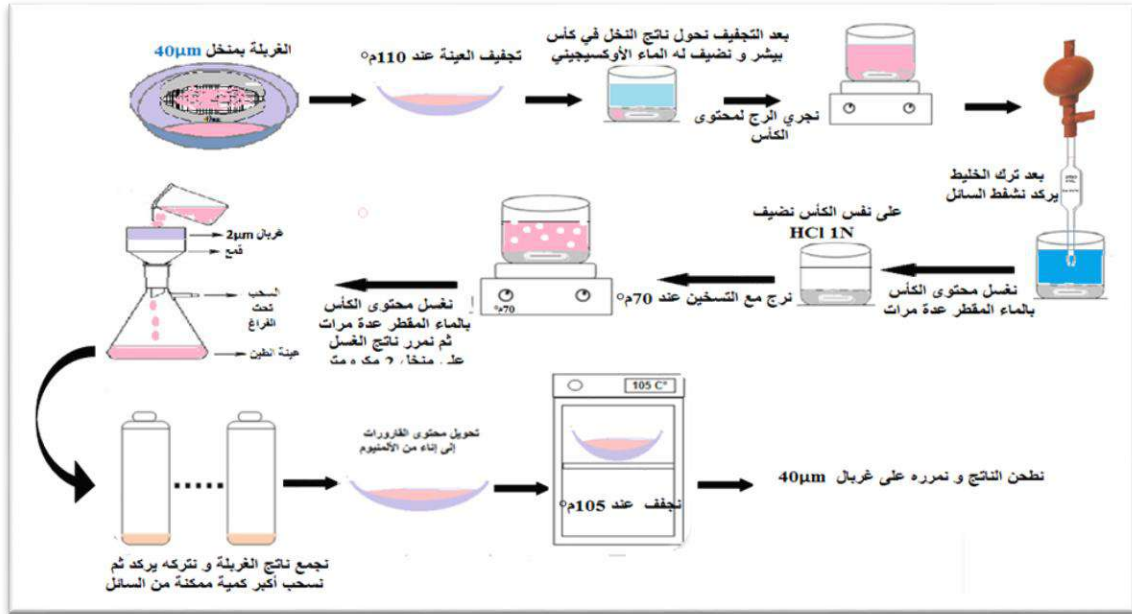 الغربلة بمنخل 40µm
تجفيف العينة عند 110م°
بعد التجفيف نحول ناتج النخل في كأس
بيشر و نضيف له الماء الأوكسيجيني
نجري الرج لمحتوى
الكأس
بعد ترك الخليط
يركد نشفط السائل
نغسل محتوى الكأس
بالماء المقطر عدة مرات
على نفس الكأس نضيف
HCl 1N
نرج مع التسخين عند 70م°
70م°
نغسل محتوى الكأس
بالماء المقطر عدة مرات
ثم نمرر ناتج الغسل
على منخل 2 مكرومتر
غربال 2µm
قمع
السحب
تحت
الفراغ
عينة الطين
نجمع ناتج الغربلة و نتركه يركد ثم
نسحب أكبر كمية ممكنة من السائل
تحويل محتوى القارورات
إلى إناء من الألمنيوم
105 C°
نجفف عند 105م°
نطحن الناتج و نمرره على غربال 40µm